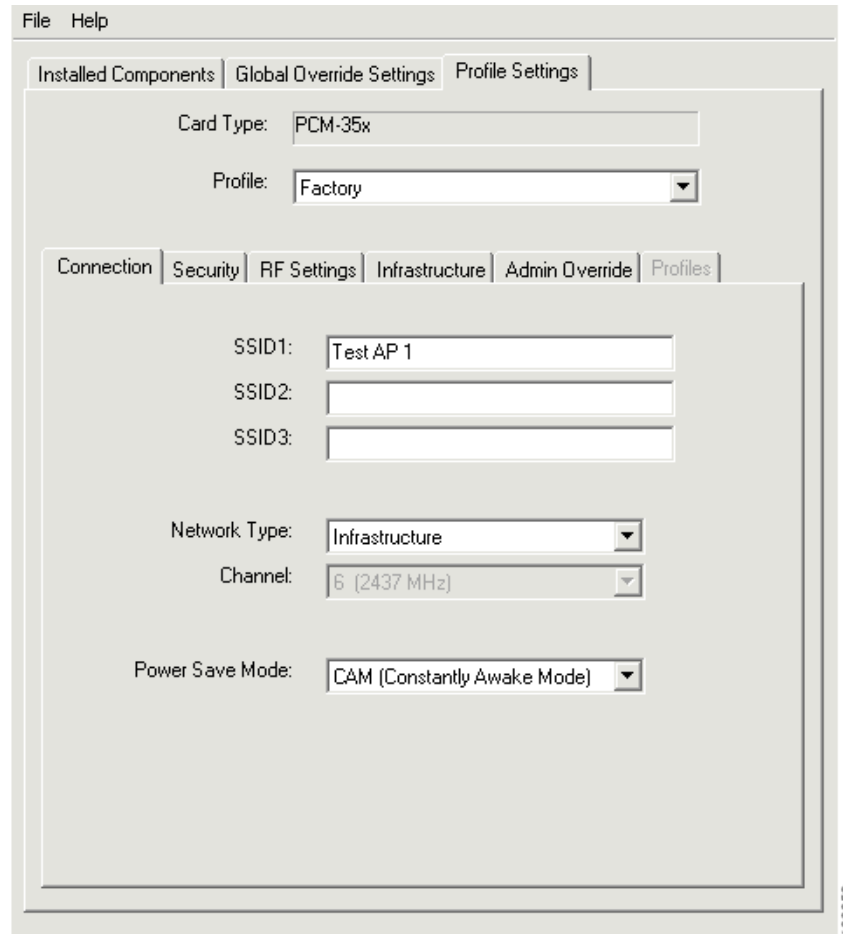 File Help
Installed Components Global Override Settings Profile Settings
Card Type: PCM-35x
Profile: Factory
Connection Security RF Settings Infrastructure Admin Override Profiles
SSID1: Test AP 1
SSID2:
SSID3:
Network Type: Infrastructure
Channel: 6 (2437 MHz)
Power Save Mode: CAM (Constantly Awake Mode)